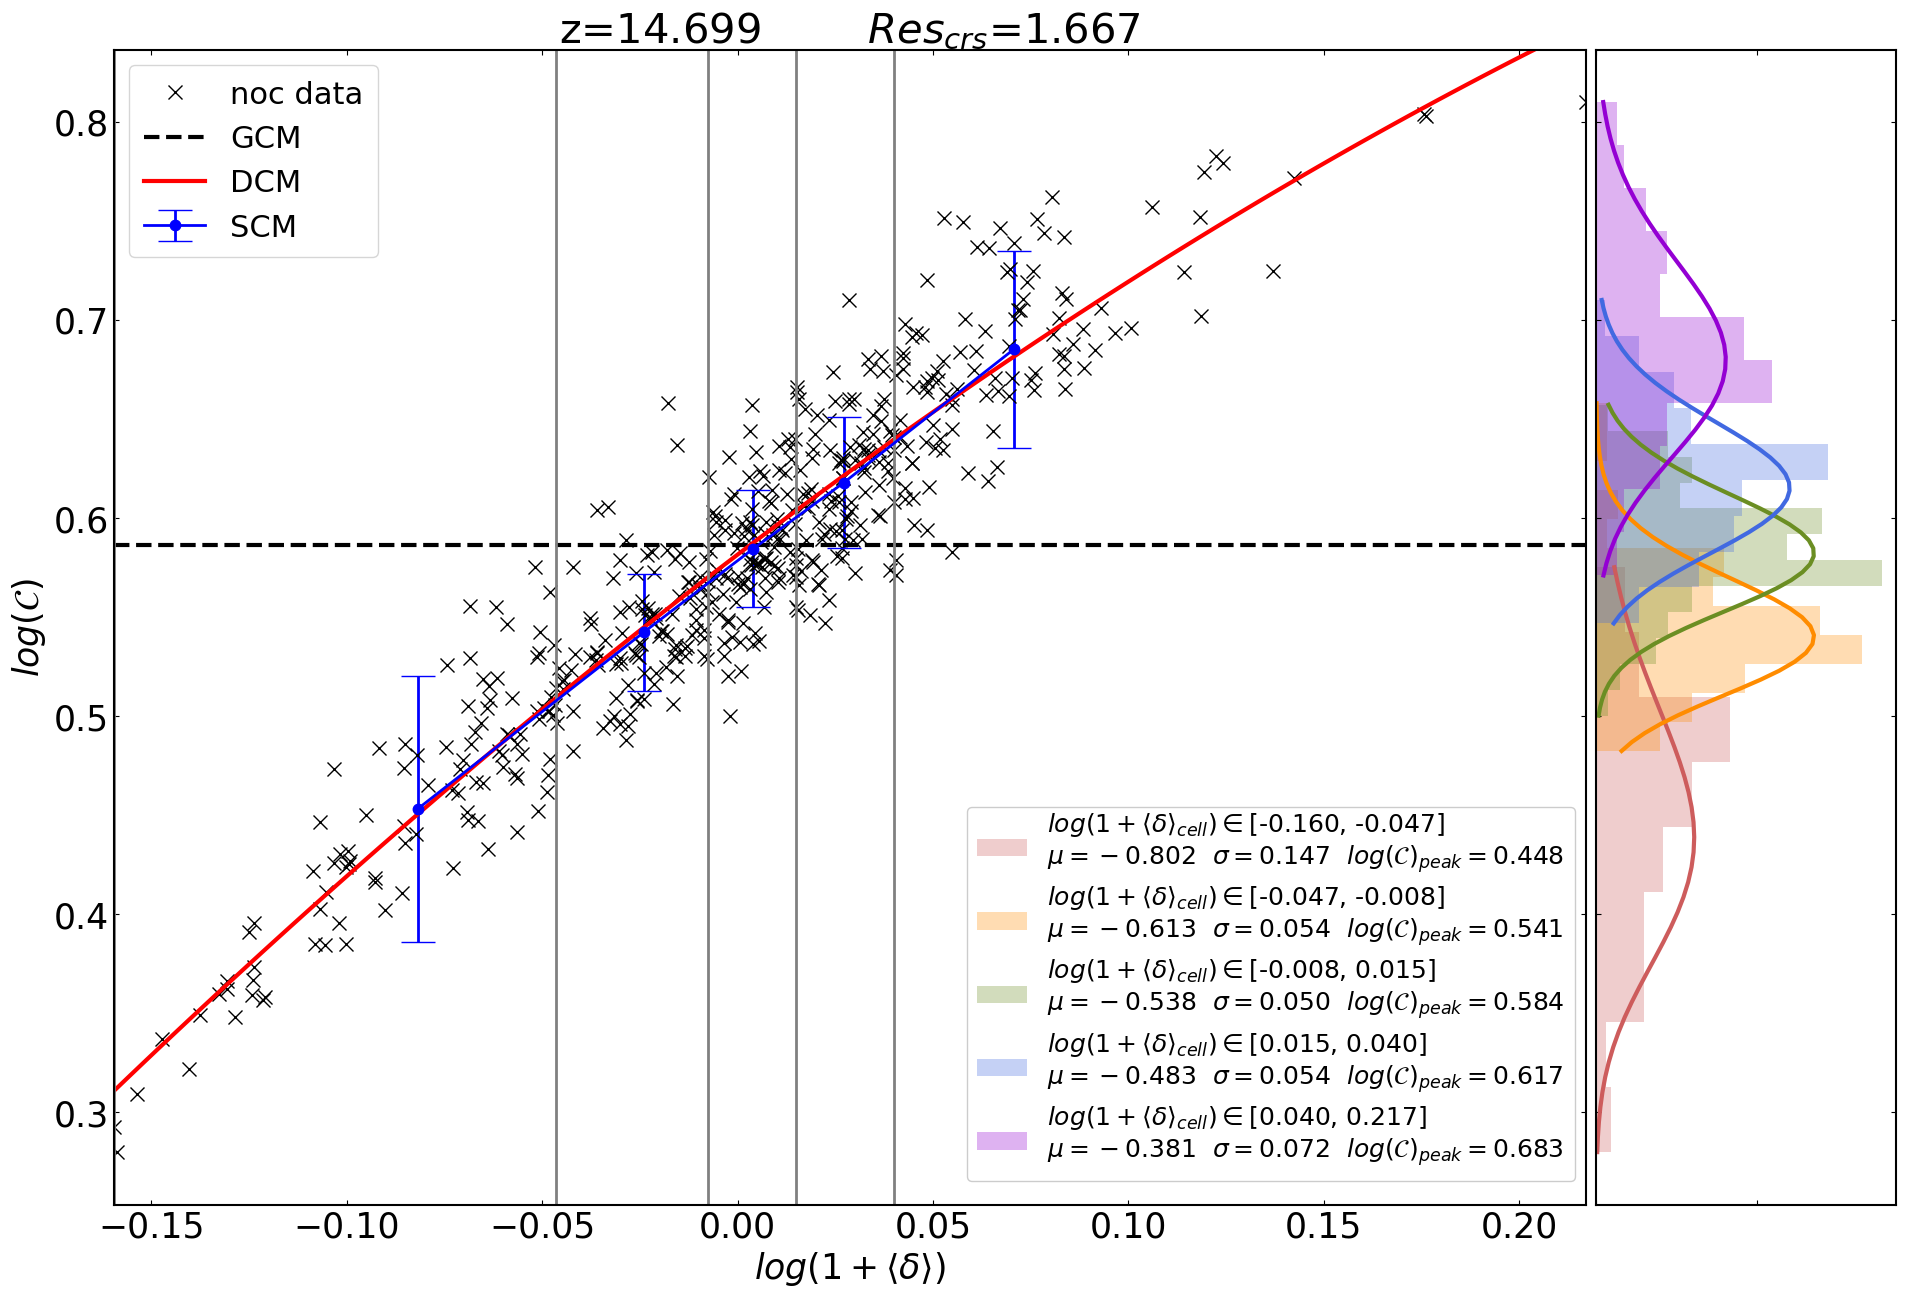 z=14.699 Res_crs=1.667
noc data
GCM
DCM
SCM
0.8
0.7
0.6
0.5
0.4
0.3
log(𝒞)
log(1 + ⟨δ⟩_cell) ∈ [-0.160, -0.047]
μ = −0.802 σ = 0.147 log(𝒞)_peak = 0.448
log(1 + ⟨δ⟩_cell) ∈ [-0.047, -0.008]
μ = −0.613 σ = 0.054 log(𝒞)_peak = 0.541
log(1 + ⟨δ⟩_cell) ∈ [-0.008, 0.015]
μ = −0.538 σ = 0.050 log(𝒞)_peak = 0.584
log(1 + ⟨δ⟩_cell) ∈ [0.015, 0.040]
μ = −0.483 σ = 0.054 log(𝒞)_peak = 0.617
log(1 + ⟨δ⟩_cell) ∈ [0.040, 0.217]
μ = −0.381 σ = 0.072 log(𝒞)_peak = 0.683
−0.15 −0.10 −0.05 0.00 0.05 0.10 0.15 0.20
log(1 + ⟨δ⟩)